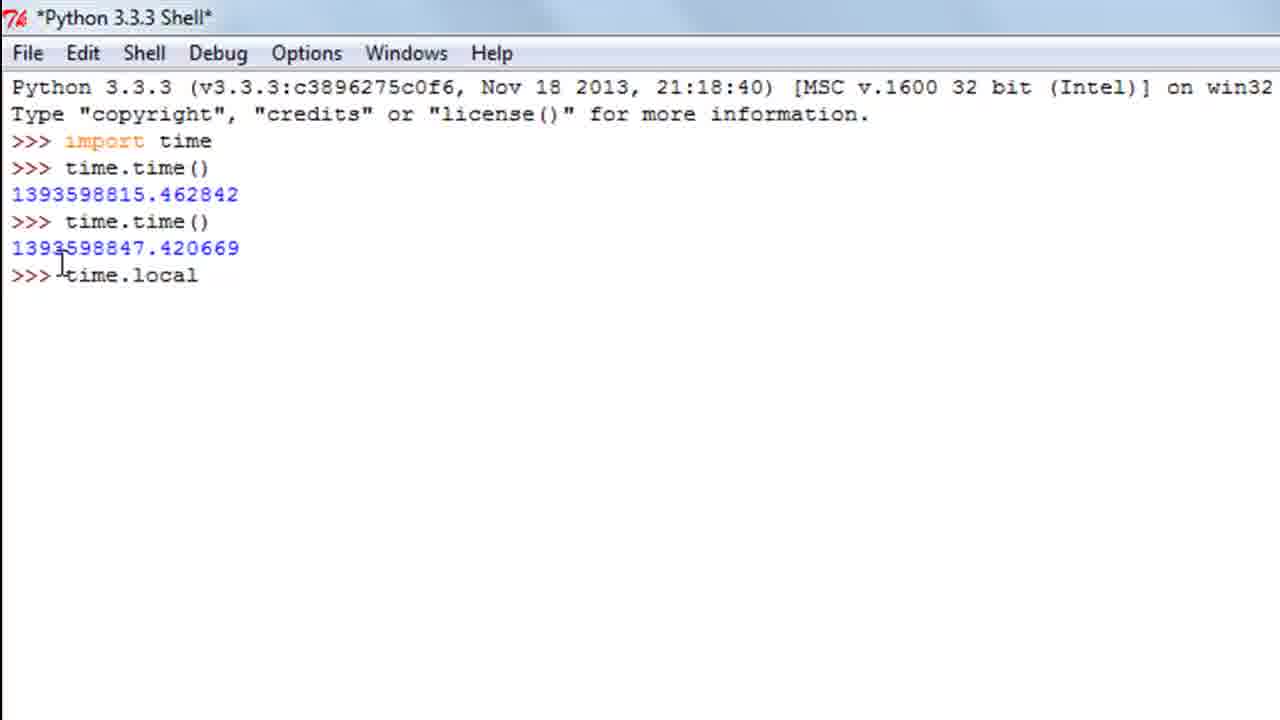 *Python 3.3.3 Shell*
File Edit Shell Debug Options Windows Help
Python 3.3.3 (v3.3.3:c3896275c0f6, Nov 18 2013, 21:18:40) [MSC v.1600 32 bit (Intel)] on win32
Type "copyright", "credits" or "license()" for more information.
>>> import time
>>> time.time()
1393598815.462842
>>> time.time()
1393598847.420669
>>> time.local